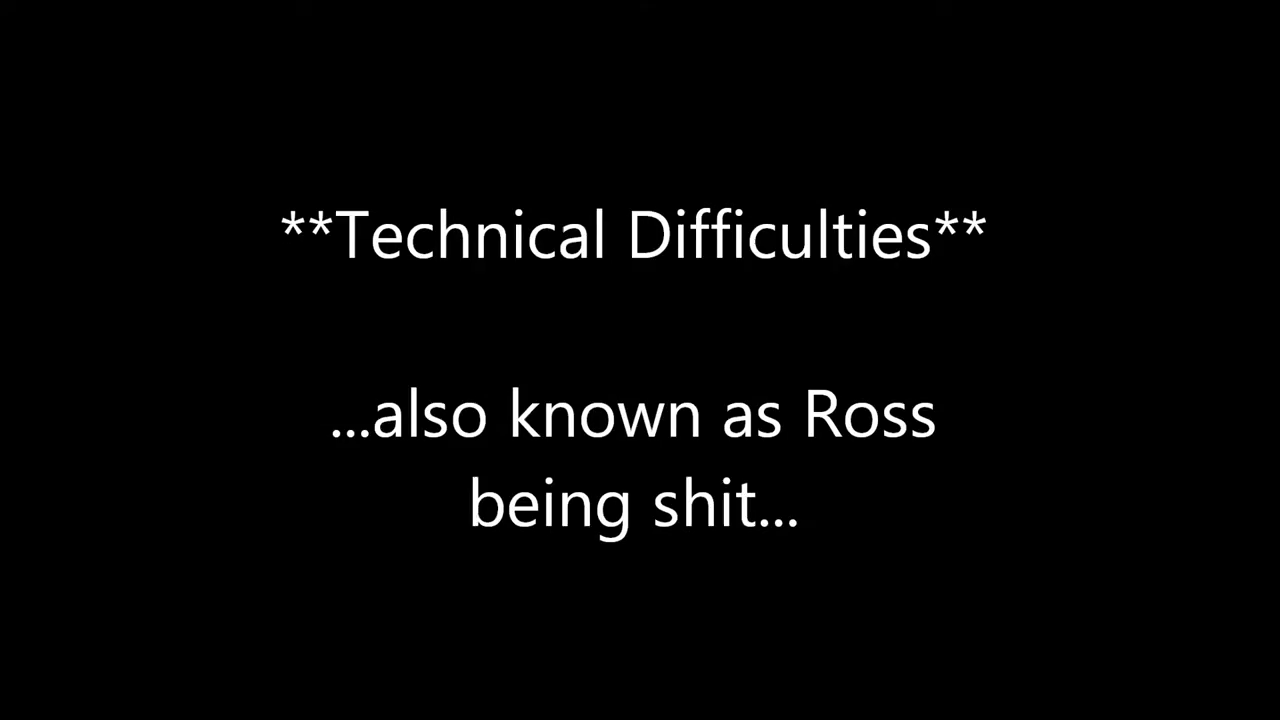 **Technical Difficulties**
...also known as Ross
being shit...